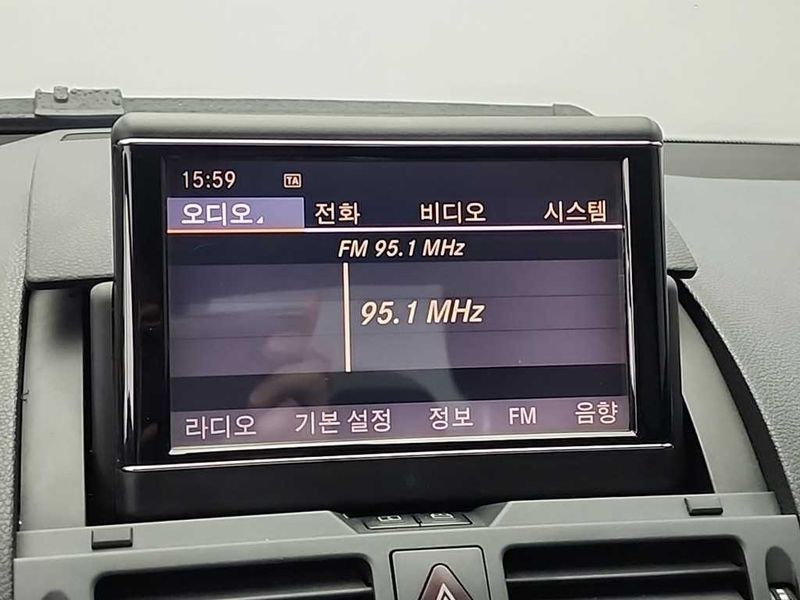 15:59 TA
오디오 전화 비디오 시스템
FM 95.1 MHz
95.1 MHz
라디오 기본 설정 정보 FM 음향